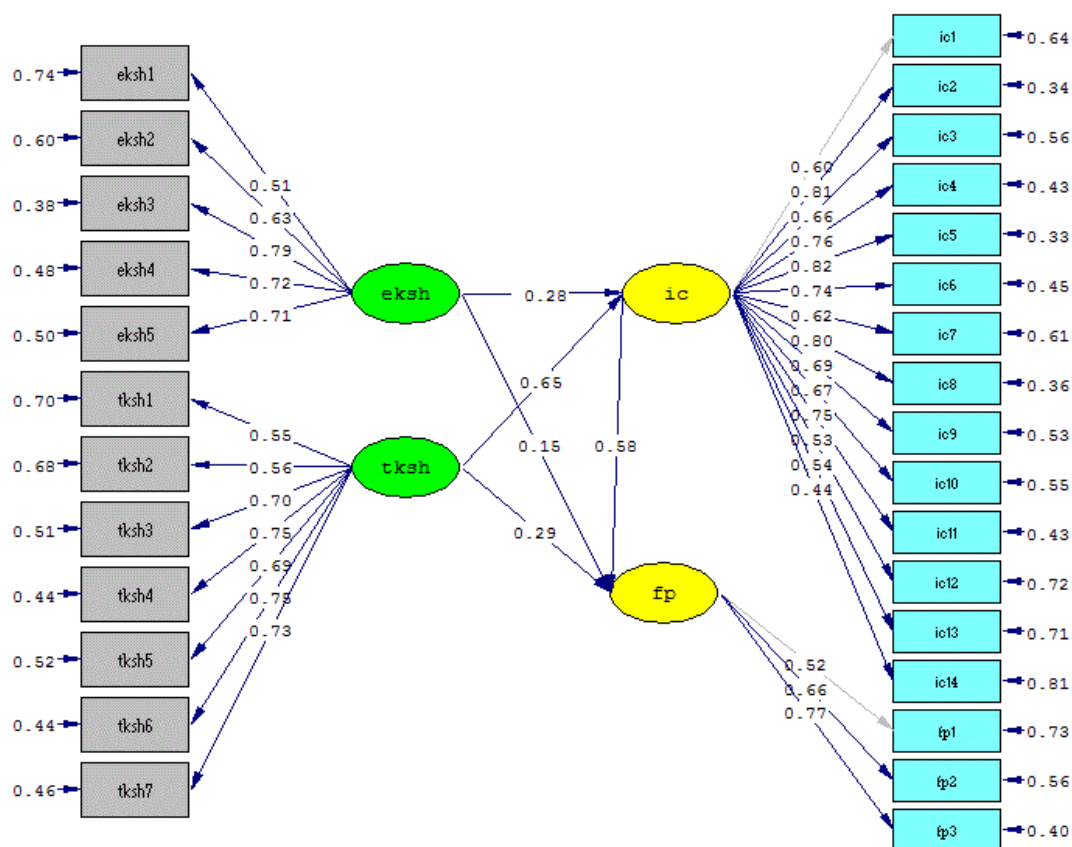 0.74 eksh1
0.60 eksh2
0.38 eksh3
0.48 eksh4
0.50 eksh5
0.70 tksh1
0.68 tksh2
0.51 tksh3
0.44 tksh4
0.52 tksh5
0.44 tksh6
0.46 tksh7
0.51
0.63
0.79
0.72
0.71
0.55
0.56
0.70
0.75
0.69
0.75
0.73
eksh
tksh
0.28
0.65
0.15
0.58
0.29
ic
fp
0.60
0.81
0.66
0.76
0.82
0.74
0.62
0.80
0.69
0.67
0.75
0.53
0.54
0.44
0.52
0.66
0.77
ic1 0.64
ic2 0.34
ic3 0.56
ic4 0.43
ic5 0.33
ic6 0.45
ic7 0.61
ic8 0.36
ic9 0.53
ic10 0.55
ic11 0.43
ic12 0.72
ic13 0.71
ic14 0.81
fp1 0.73
fp2 0.56
fp3 0.40